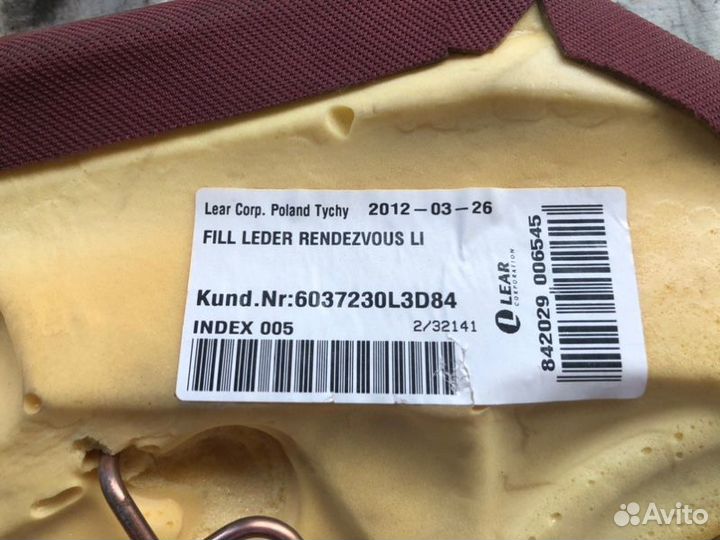 Lear Corp. Poland Tychy 2012-03-26
FILL LEDER RENDEZVOUS LI
Kund.Nr:6037230L3D84
INDEX 005 2/32141
LEAR
CORPORATION
842029 006545
Avito